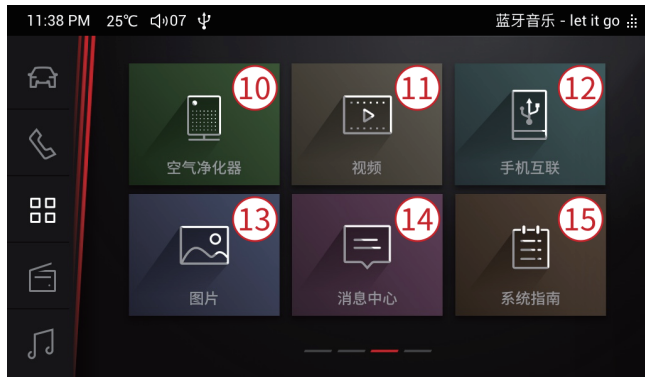 11:38 PM 25℃ 07 蓝牙音乐 - let it go
10 11 12
空气净化器 视频 手机互联
13 14 15
图片 消息中心 系统指南